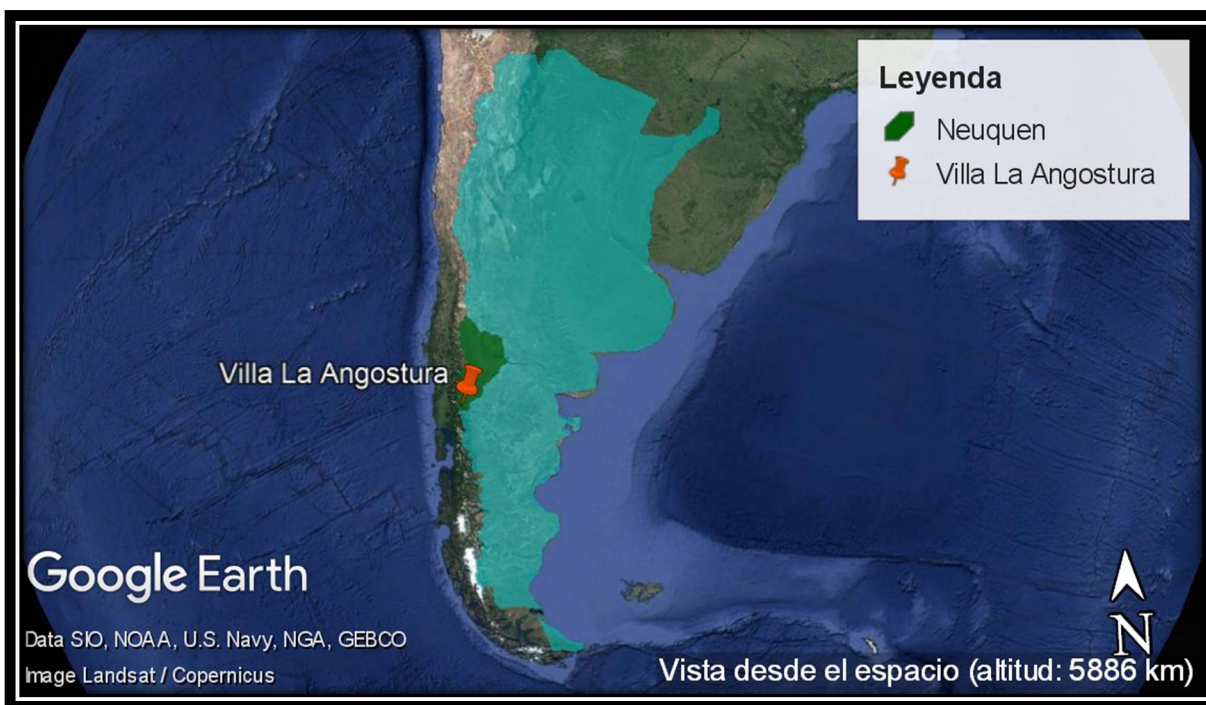 Leyenda
Neuquen
Villa La Angostura
Villa La Angostura
Google Earth
Data SIO, NOAA, U.S. Navy, NGA, GEBCO
Image Landsat / Copernicus
N
Vista desde el espacio (altitud: 5886 km)